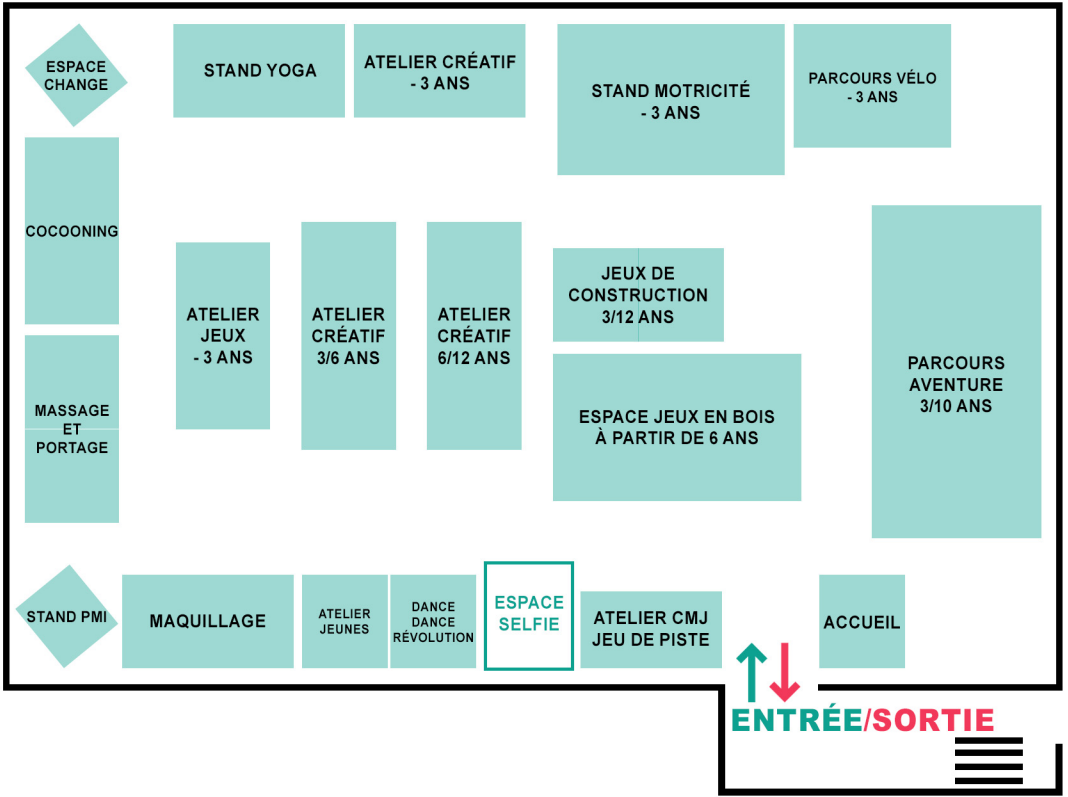 ESPACE
CHANGE
STAND YOGA
ATELIER CRÉATIF
- 3 ANS
STAND MOTRICITÉ
- 3 ANS
PARCOURS VÉLO
- 3 ANS
COCOONING
ATELIER
JEUX
- 3 ANS
ATELIER
CRÉATIF
3/6 ANS
ATELIER
CRÉATIF
6/12 ANS
JEUX DE
CONSTRUCTION
3/12 ANS
PARCOURS
AVENTURE
3/10 ANS
MASSAGE
ET
PORTAGE
ESPACE JEUX EN BOIS
À PARTIR DE 6 ANS
STAND PMI
MAQUILLAGE
ATELIER
JEUNES
DANCE
DANCE
RÉVOLUTION
ESPACE
SELFIE
ATELIER CMJ
JEU DE PISTE
ACCUEIL
ENTRÉE/SORTIE